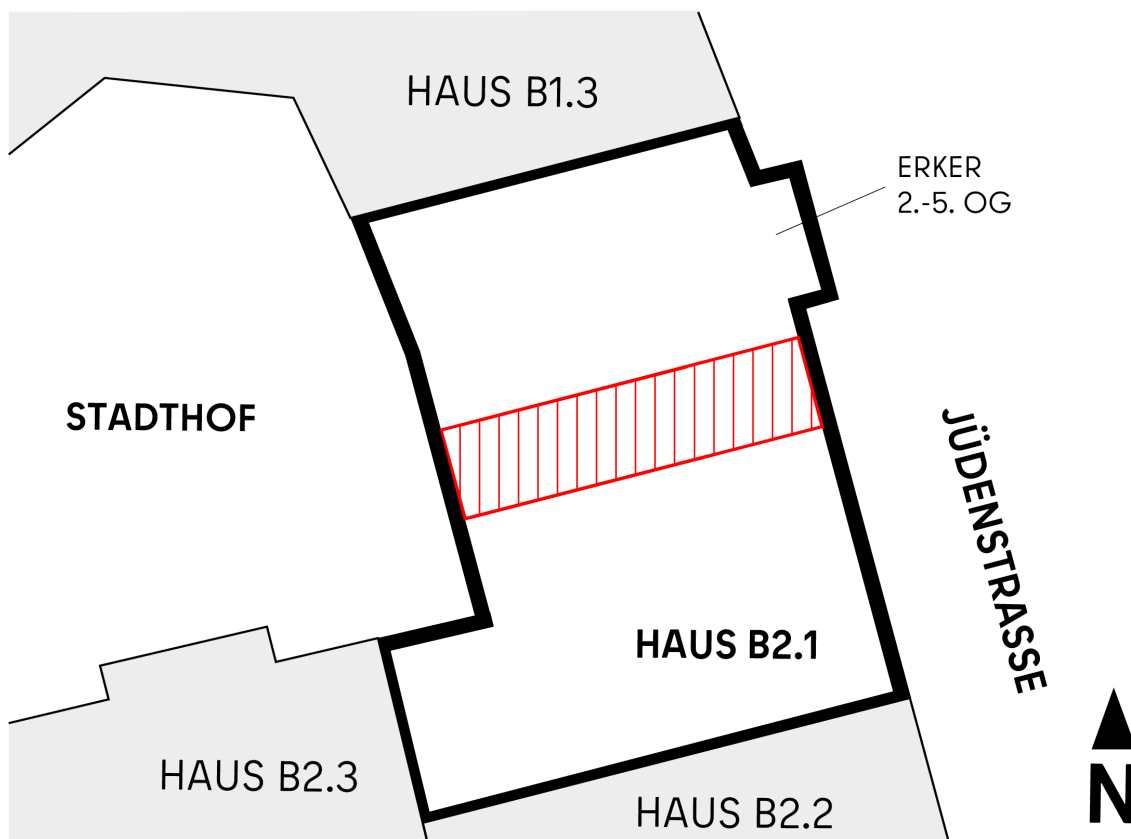 HAUS B1.3
ERKER
2.-5. OG
STADTHOF
JÜDENSTRASSE
HAUS B2.1
HAUS B2.3
HAUS B2.2
N